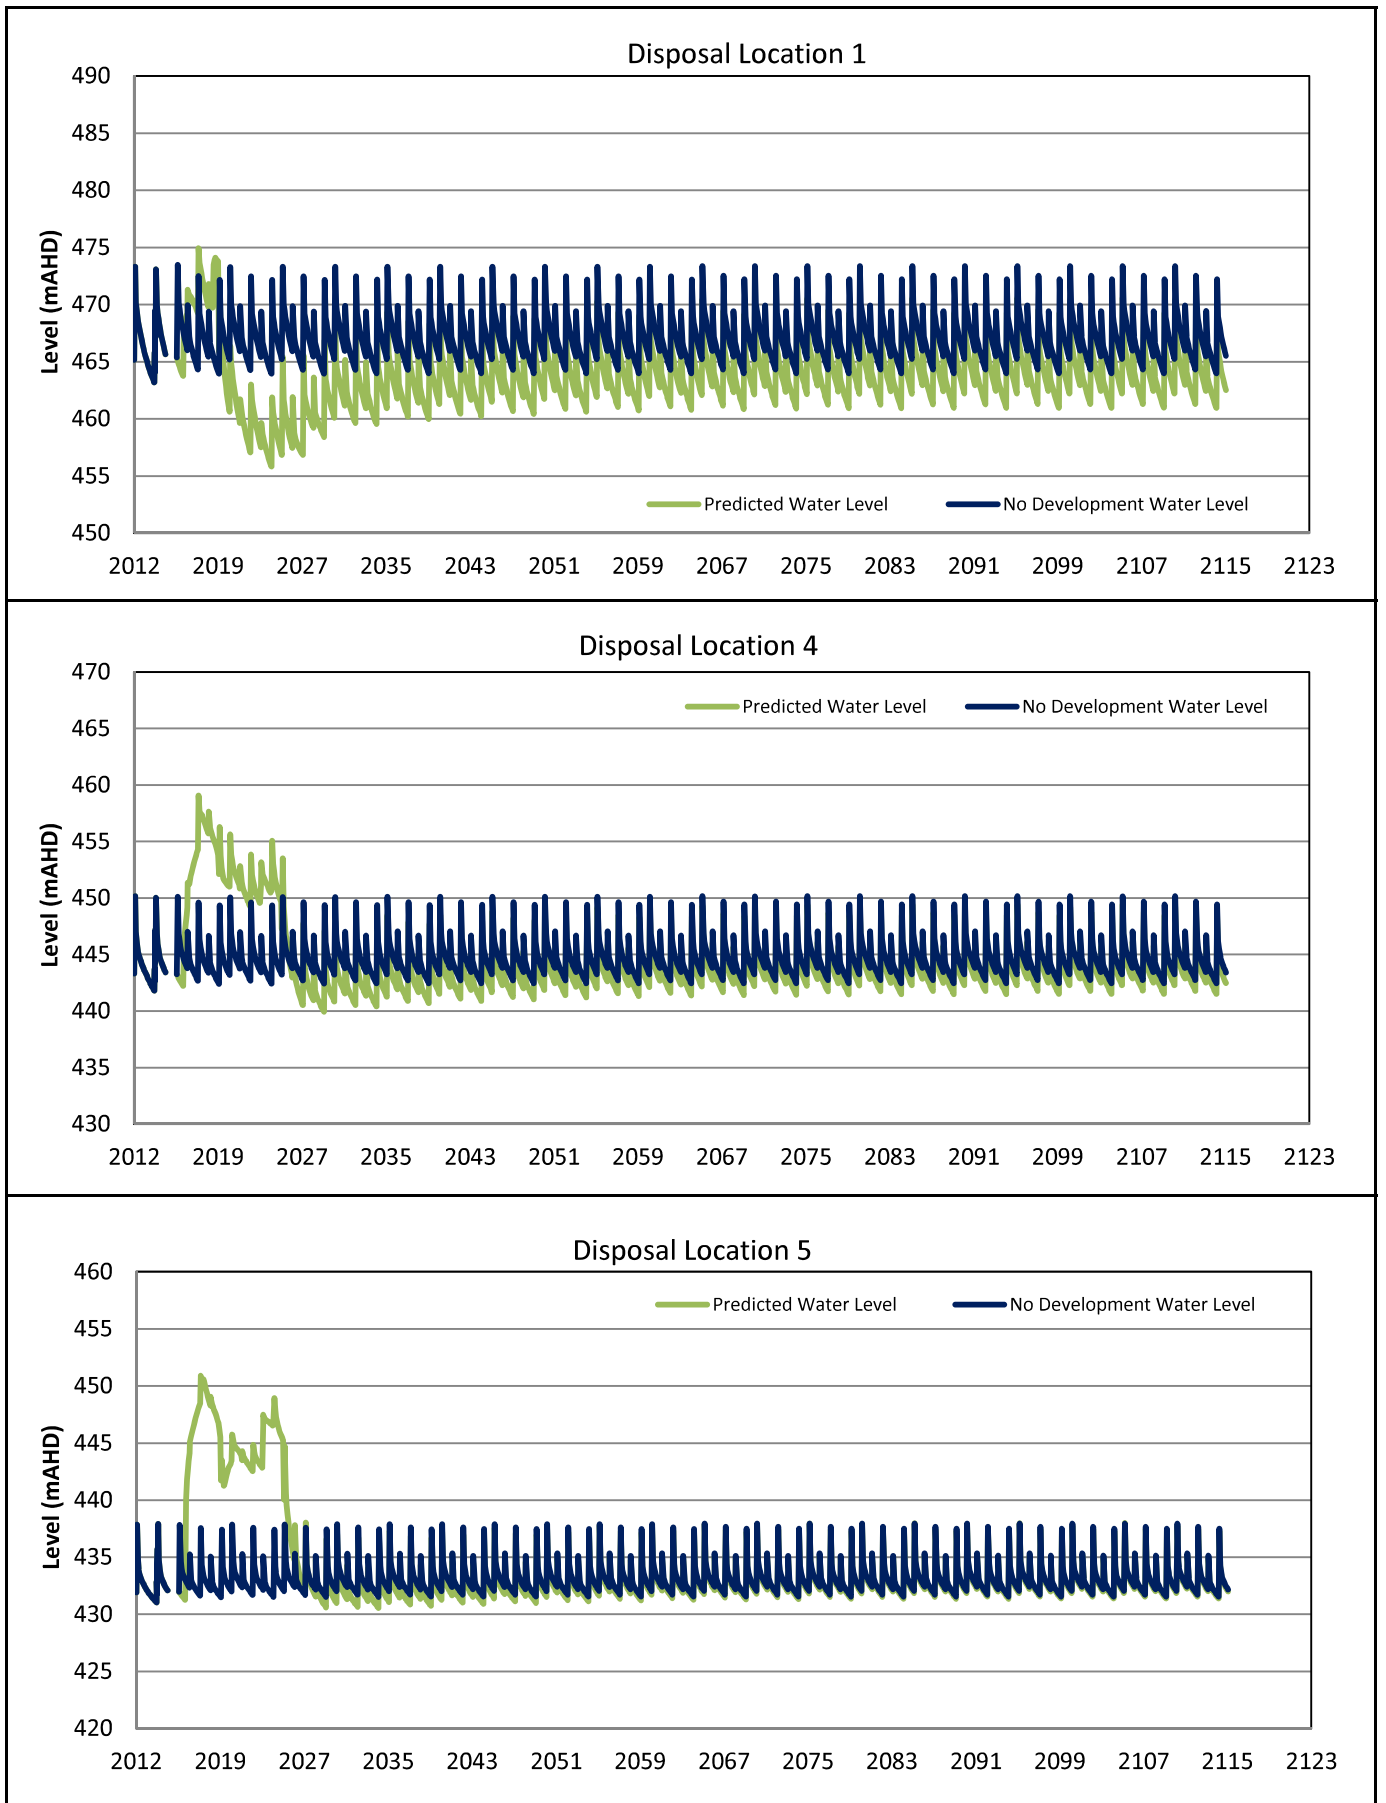 Disposal Location 1
490
485
480
475
470
465
460
455
450
Level (mAHD)
Predicted Water Level No Development Water Level
2012 2019 2027 2035 2043 2051 2059 2067 2075 2083 2091 2099 2107 2115 2123
Disposal Location 4
470
465
460
455
450
445
440
435
430
Level (mAHD)
Predicted Water Level No Development Water Level
2012 2019 2027 2035 2043 2051 2059 2067 2075 2083 2091 2099 2107 2115 2123
Disposal Location 5
460
455
450
445
440
435
430
425
420
Level (mAHD)
Predicted Water Level No Development Water Level
2012 2019 2027 2035 2043 2051 2059 2067 2075 2083 2091 2099 2107 2115 2123